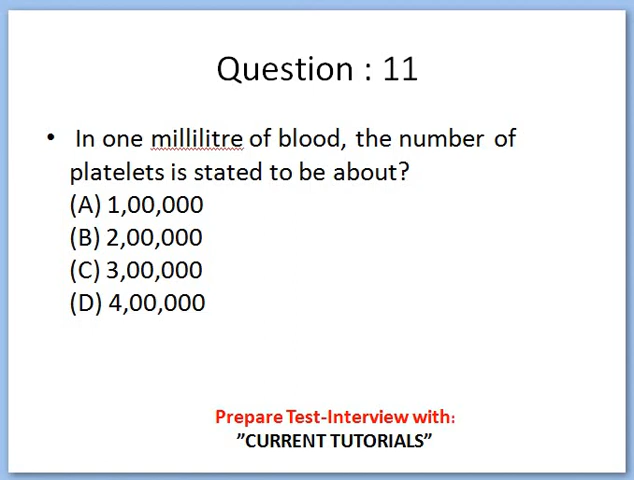 Question : 11
• In one millilitre of blood, the number of
platelets is stated to be about?
(A) 1,00,000
(B) 2,00,000
(C) 3,00,000
(D) 4,00,000
Prepare Test-Interview with:
”CURRENT TUTORIALS”